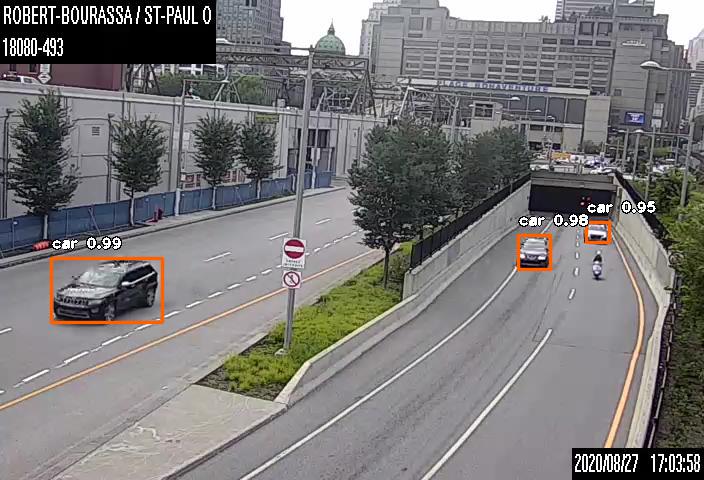 ROBERT-BOURASSA / ST-PAUL O
18080-493
PLACE BONAVENTURE
car 0.95
car 0.98
car 0.99
2020/08/27 17:03:58